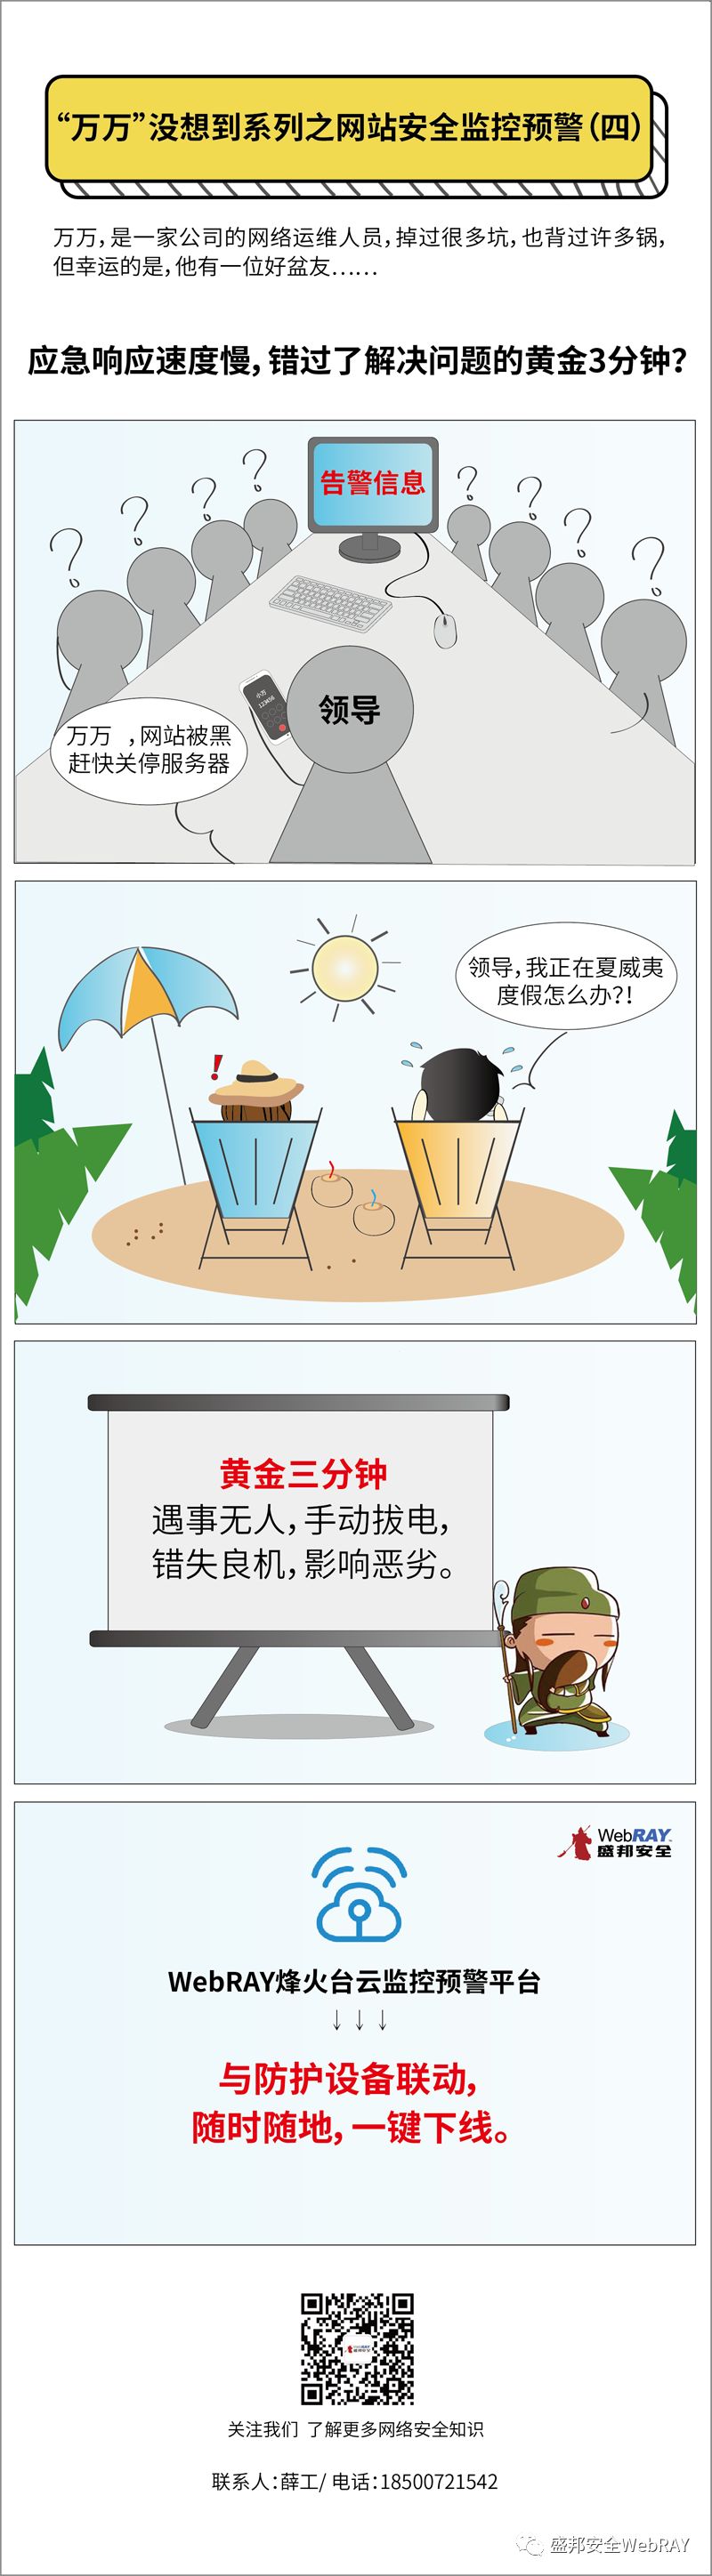 “万万”没想到系列之网站安全监控预警（四）
万万，是一家公司的网络运维人员，掉过很多坑，也背过许多锅，
但幸运的是，他有一位好盆友……
应急响应速度慢，错过了解决问题的黄金3分钟？
告警信息
小万
123456
领导
万万 ，网站被黑
赶快关停服务器
领导，我正在夏威夷
度假怎么办？！
黄金三分钟
遇事无人，手动拔电，
错失良机，影响恶劣。
WebRAY
盛邦安全
WebRAY烽火台云监控预警平台
↓ ↓ ↓
与防护设备联动，
随时随地，一键下线。
关注我们 了解更多网络安全知识
联系人：薛工/ 电话：18500721542
盛邦安全WebRAY